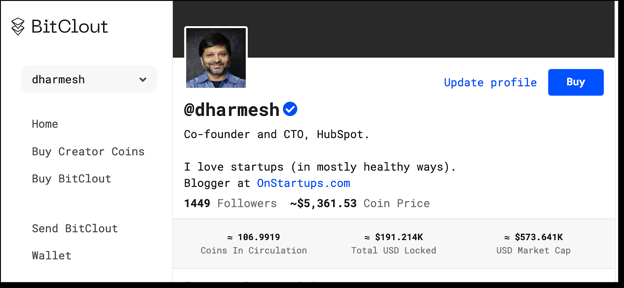 BitClout
dharmesh
Home
Buy Creator Coins
Buy BitClout
Send BitClout
Wallet
Update profile
Buy
@dharmesh
Co-founder and CTO, HubSpot.
I love startups (in mostly healthy ways).
Blogger at OnStartups.com
1449 Followers ~$5,361.53 Coin Price
≈ 106.9919 ≈ $191.214K ≈ $573.641K
Coins In Circulation Total USD Locked USD Market Cap